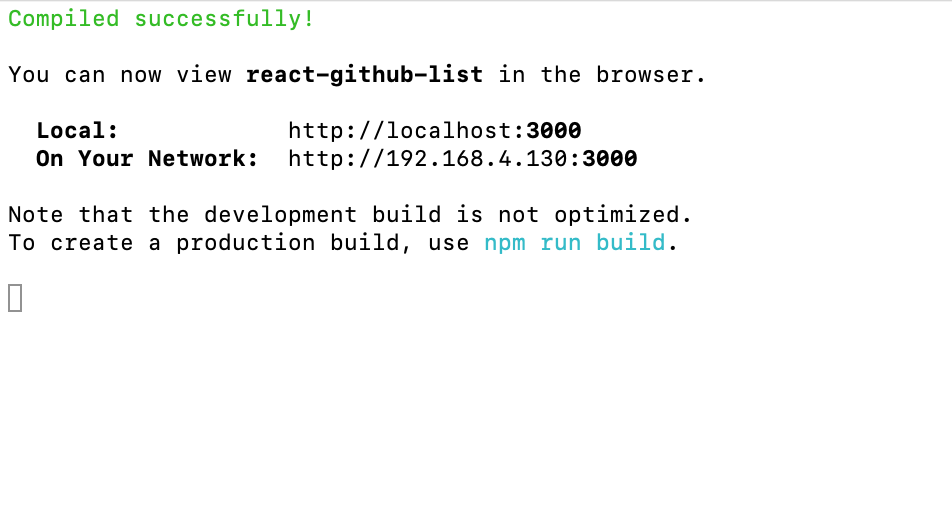 Compiled successfully!
You can now view react-github-list in the browser.
Local: http://localhost:3000
On Your Network: http://192.168.4.130:3000
Note that the development build is not optimized.
To create a production build, use npm run build.